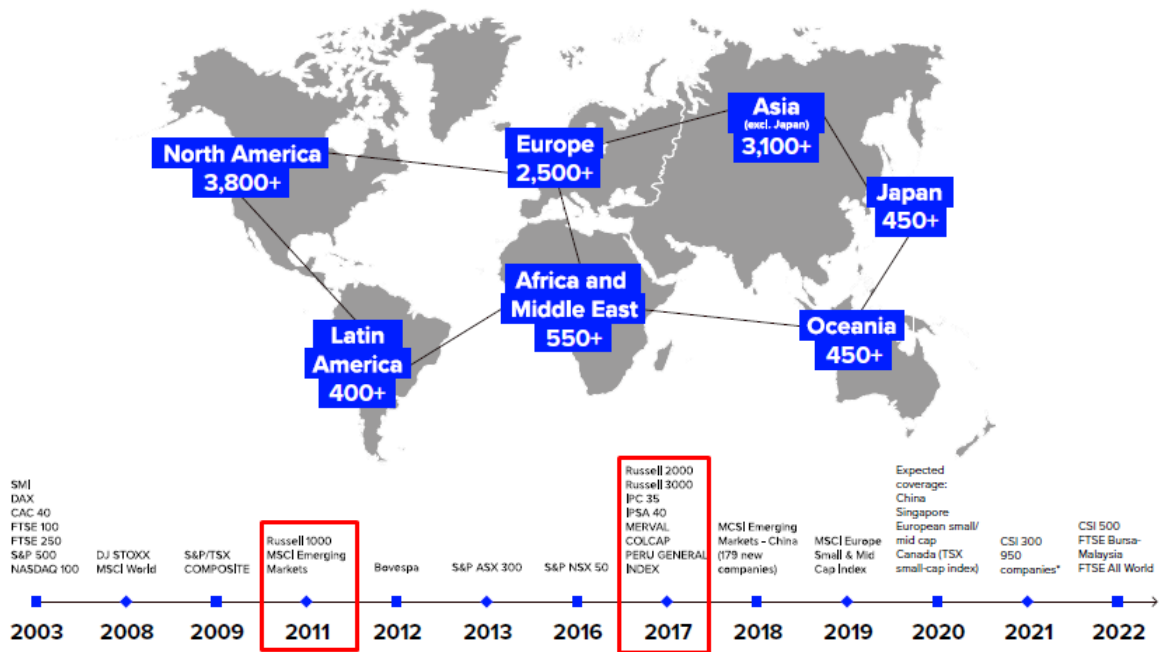 North America
3,800+
Europe
2,500+
Asia
(excl. Japan)
3,100+
Japan
450+
Africa and
Middle East
550+
Oceania
450+
Latin
America
400+
SMI
DAX
CAC 40
FTSE 100
FTSE 250
S&P 500
NASDAQ 100
2003
DJ STOXX
MSCI World
2008
S&P/TSX
COMPOSITE
2009
Russell 1000
MSCI Emerging
Markets
2011
Bovespa
2012
S&P ASX 300
2013
S&P NSX 50
2016
Russell 2000
Russell 3000
IPC 35
IPSA 40
MERVAL
COLCAP
PERU GENERAL
INDEX
2017
MCSI Emerging
Markets - China
(179 new
companies)
2018
MSCI Europe
Small & Mid
Cap Index
2019
Expected
coverage:
China
Singapore
European small/
mid cap
Canada (TSX
small-cap index)
2020
CSI 300
950
companies*
2021
CSI 500
FTSE Bursa-
Malaysia
FTSE All World
2022